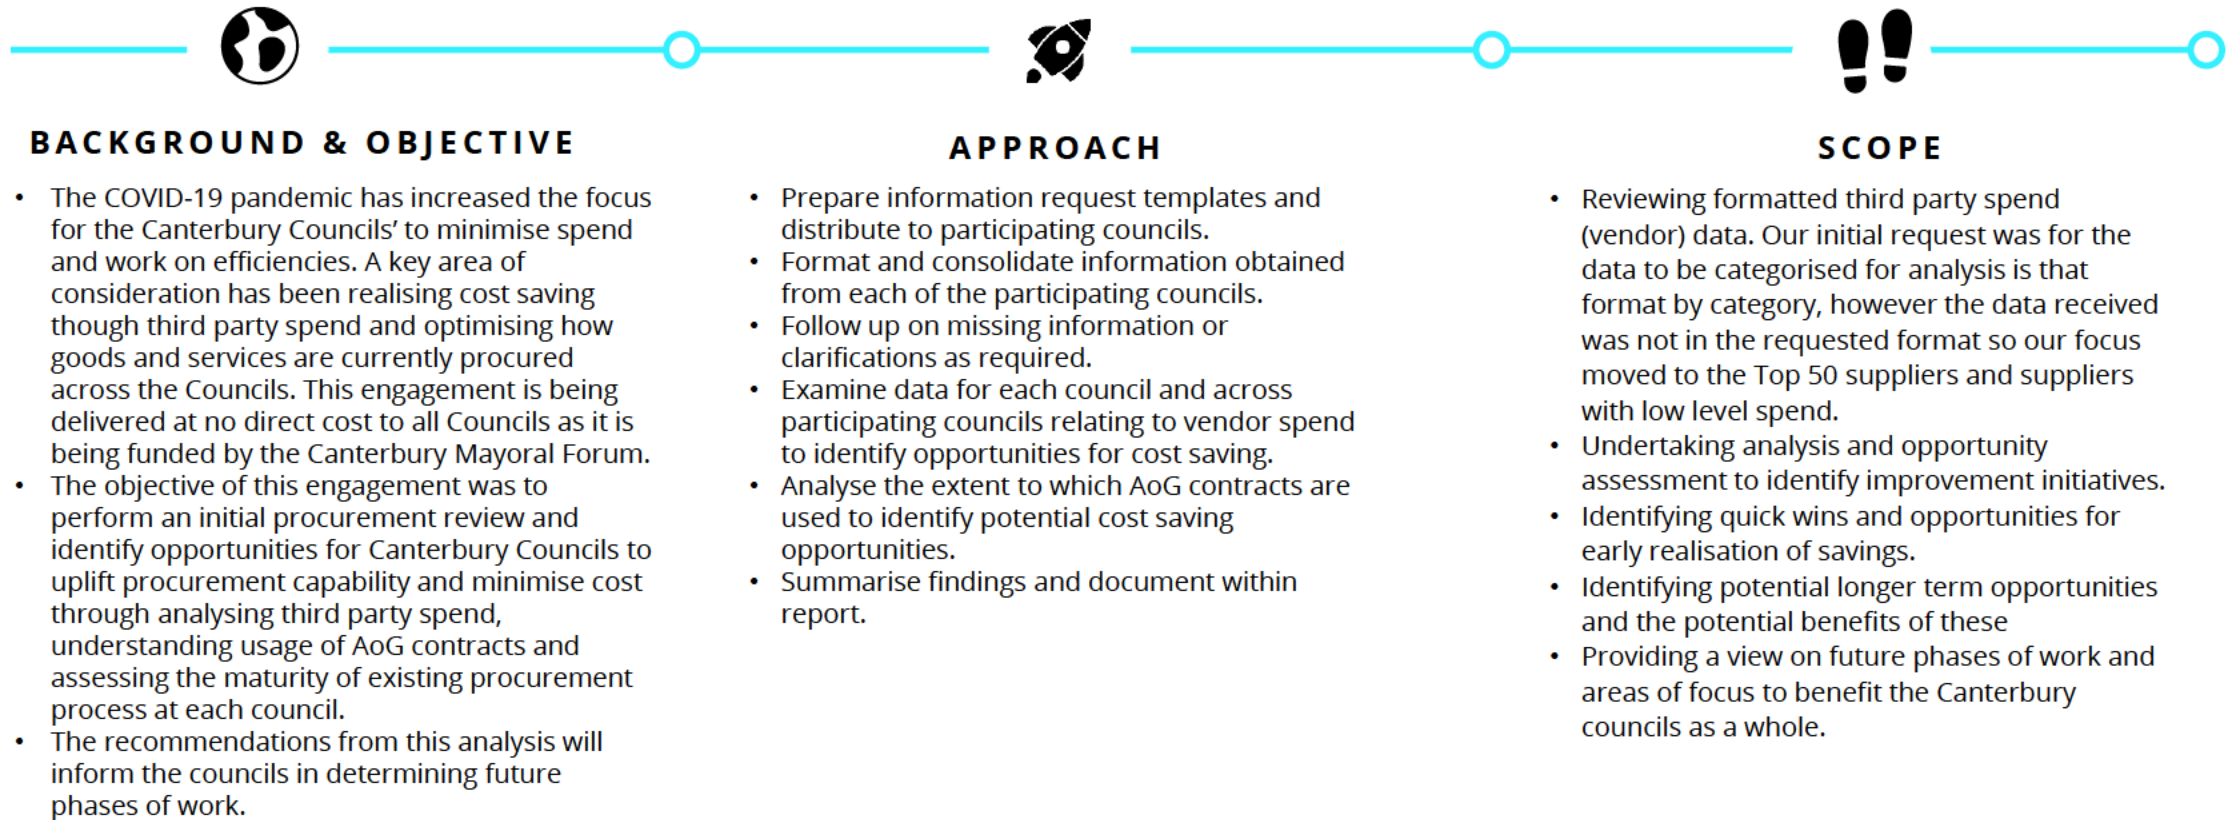 BACKGROUND & OBJECTIVE
• The COVID-19 pandemic has increased the focus
for the Canterbury Councils’ to minimise spend
and work on efficiencies. A key area of
consideration has been realising cost saving
though third party spend and optimising how
goods and services are currently procured
across the Councils. This engagement is being
delivered at no direct cost to all Councils as it is
being funded by the Canterbury Mayoral Forum.
• The objective of this engagement was to
perform an initial procurement review and
identify opportunities for Canterbury Councils to
uplift procurement capability and minimise cost
through analysing third party spend,
understanding usage of AoG contracts and
assessing the maturity of existing procurement
process at each council.
• The recommendations from this analysis will
inform the councils in determining future
phases of work.
APPROACH
• Prepare information request templates and
distribute to participating councils.
• Format and consolidate information obtained
from each of the participating councils.
• Follow up on missing information or
clarifications as required.
• Examine data for each council and across
participating councils relating to vendor spend
to identify opportunities for cost saving.
• Analyse the extent to which AoG contracts are
used to identify potential cost saving
opportunities.
• Summarise findings and document within
report.
SCOPE
• Reviewing formatted third party spend
(vendor) data. Our initial request was for the
data to be categorised for analysis is that
format by category, however the data received
was not in the requested format so our focus
moved to the Top 50 suppliers and suppliers
with low level spend.
• Undertaking analysis and opportunity
assessment to identify improvement initiatives.
• Identifying quick wins and opportunities for
early realisation of savings.
• Identifying potential longer term opportunities
and the potential benefits of these
• Providing a view on future phases of work and
areas of focus to benefit the Canterbury
councils as a whole.